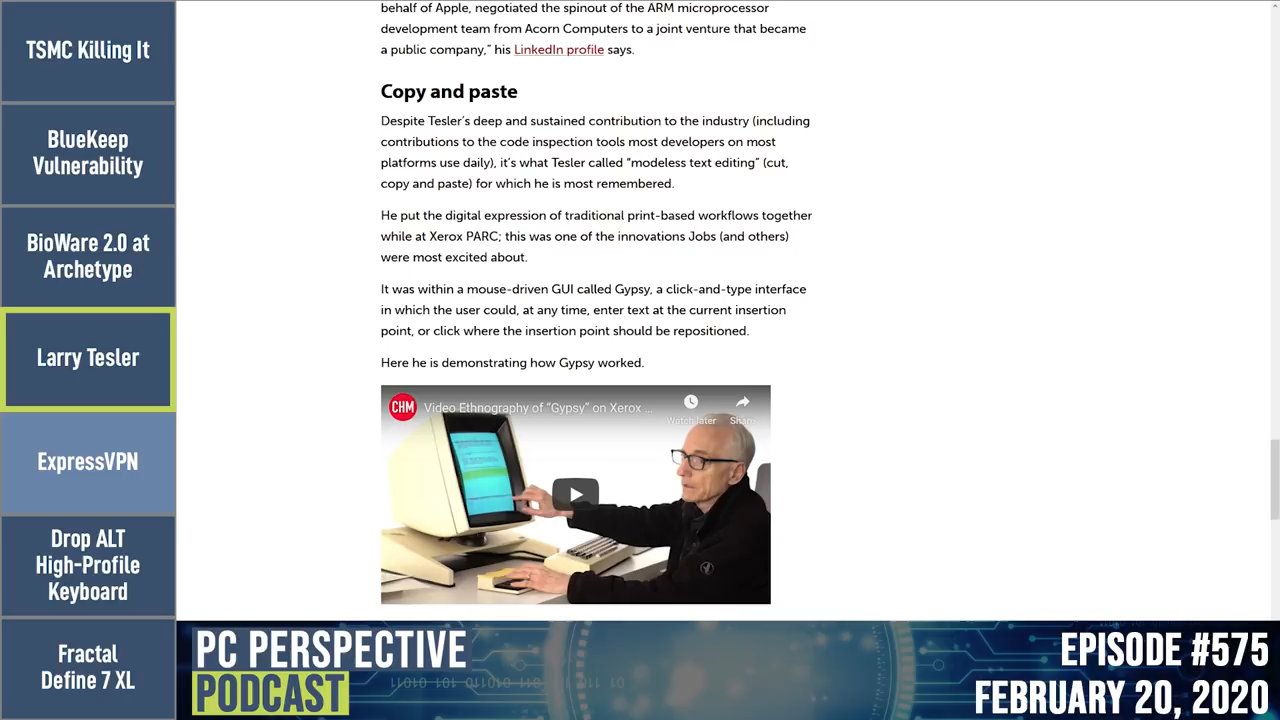 TSMC Killing It
BlueKeep
Vulnerability
BioWare 2.0 at
Archetype
Larry Tesler
ExpressVPN
Drop ALT
High-Profile
Keyboard
Fractal
Define 7 XL
behalf of Apple, negotiated the spinout of the ARM microprocessor
development team from Acorn Computers to a joint venture that became
a public company,” his LinkedIn profile says.
Copy and paste
Despite Tesler’s deep and sustained contribution to the industry (including
contributions to the code inspection tools most developers on most
platforms use daily), it’s what Tesler called “modeless text editing” (cut,
copy and paste) for which he is most remembered.
He put the digital expression of traditional print-based workflows together
while at Xerox PARC; this was one of the innovations Jobs (and others)
were most excited about.
It was within a mouse-driven GUI called Gypsy, a click-and-type interface
in which the user could, at any time, enter text at the current insertion
point, or click where the insertion point should be repositioned.
Here he is demonstrating how Gypsy worked.
CHM Video Ethnography of “Gypsy” on Xerox ...
Watch later Share
PC PERSPECTIVE
PODCAST
EPISODE #575
FEBRUARY 20, 2020